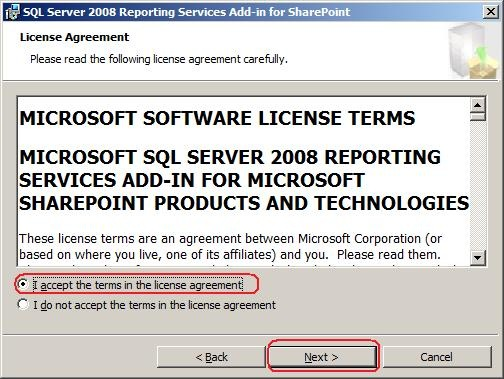 SQL Server 2008 Reporting Services Add-in for SharePoint
License Agreement
Please read the following license agreement carefully.
MICROSOFT SOFTWARE LICENSE TERMS
MICROSOFT SQL SERVER 2008 REPORTING
SERVICES ADD-IN FOR MICROSOFT
SHAREPOINT PRODUCTS AND TECHNOLOGIES
These license terms are an agreement between Microsoft Corporation (or
based on where you live, one of its affiliates) and you. Please read them.
I accept the terms in the license agreement
I do not accept the terms in the license agreement
< Back
Next >
Cancel